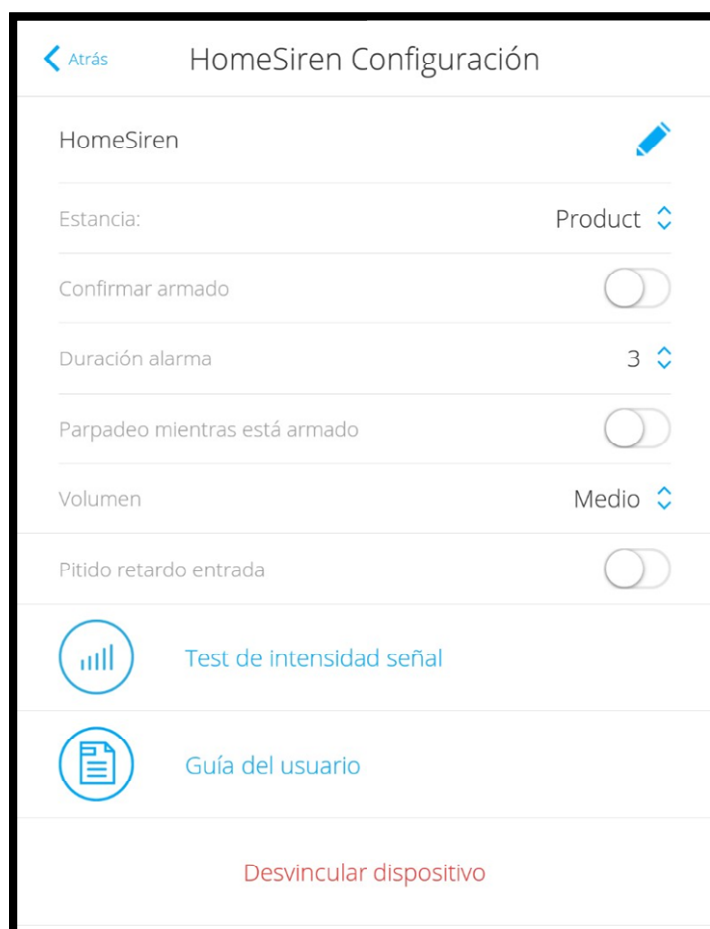 Atrás HomeSiren Configuración
HomeSiren
Estancia: Product
Confirmar armado
Duración alarma 3
Parpadeo mientras está armado
Volumen Medio
Pitido retardo entrada
Test de intensidad señal
Guía del usuario
Desvincular dispositivo